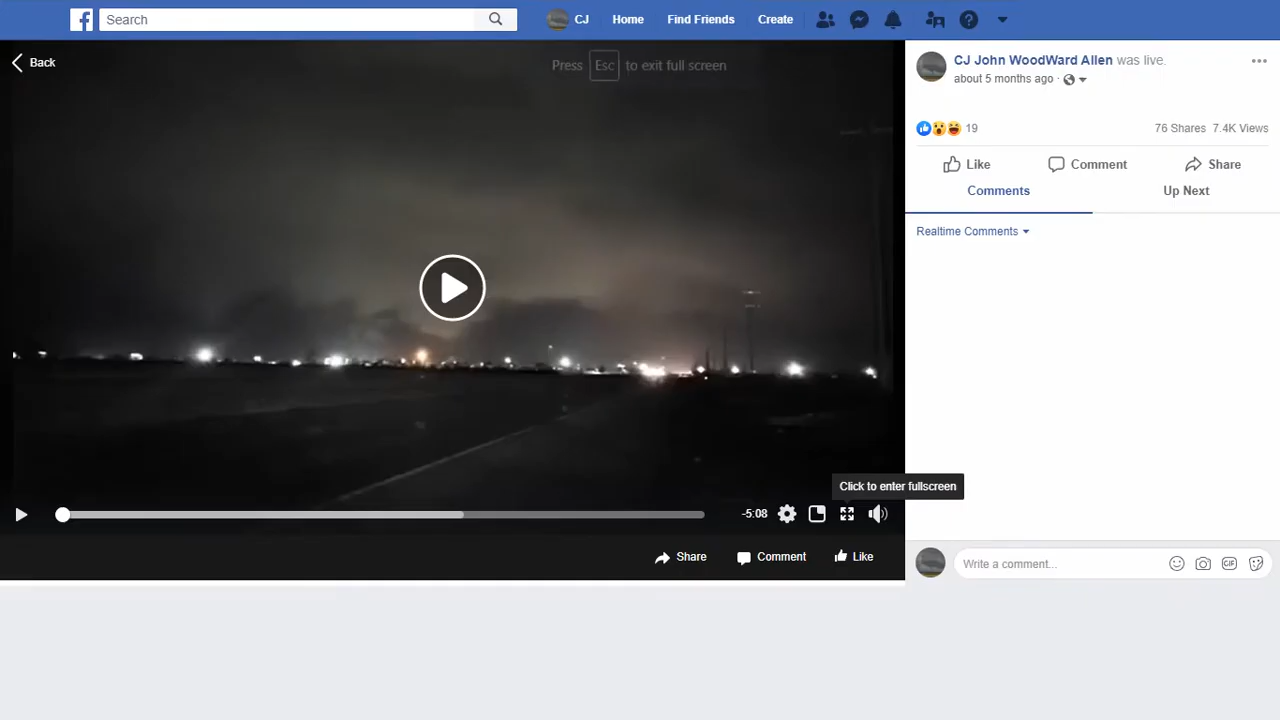 f Search CJ Home Find Friends Create
Back
Press Esc to exit full screen
CJ John WoodWard Allen was live.
about 5 months ago ·
19 76 Shares 7.4K Views
Like Comment Share
Comments Up Next
Realtime Comments
Click to enter fullscreen
-5:08
Share Comment Like
Write a comment... GIF